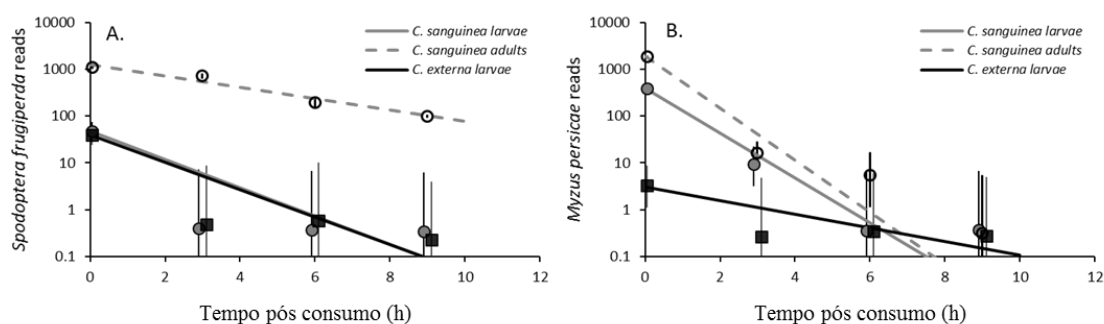 A.
C. sanguinea larvae
C. sanguinea adults
C. externa larvae
Spodoptera frugiperda reads
10000
1000
100
10
1
0.1
0 2 4 6 8 10 12
Tempo pós consumo (h)
B.
C. sanguinea larvae
C. sanguinea adults
C. externa larvae
Myzus persicae reads
10000
1000
100
10
1
0.1
0 2 4 6 8 10 12
Tempo pós consumo (h)